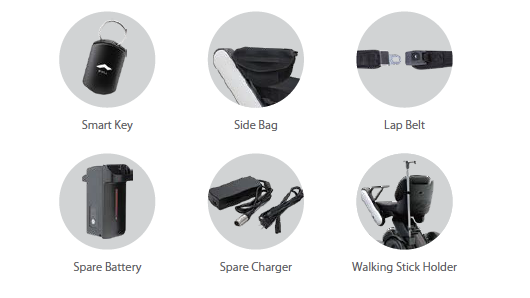 Smart Key
Side Bag
Lap Belt
Spare Battery
Spare Charger
Walking Stick Holder